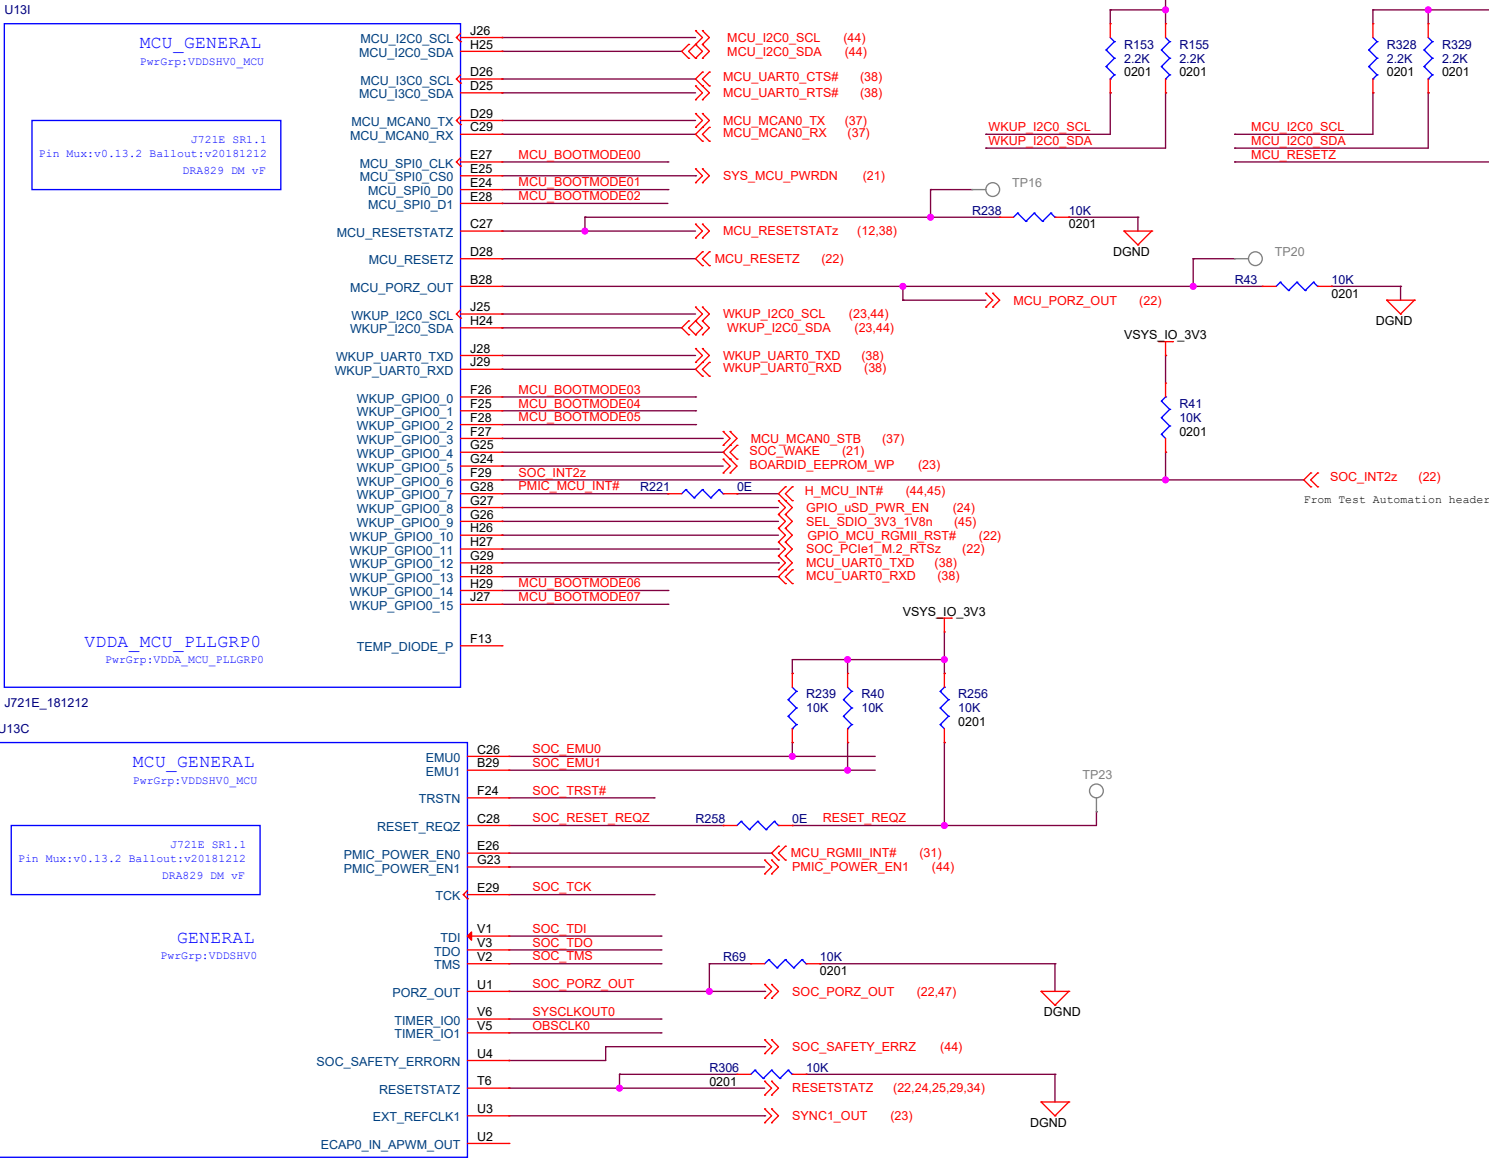 U13I
MCU_GENERAL
PwrGrp:VDDSHV0_MCU
J721E SR1.1
Pin Mux:v0.13.2 Ballout:v20181212
DRA829 DM vF
MCU_I2C0_SCL J26 MCU_I2C0_SCL (44)
MCU_I2C0_SDA H25 MCU_I2C0_SDA (44)
MCU_I3C0_SCL D26 MCU_UART0_CTS# (38)
MCU_I3C0_SDA D25 MCU_UART0_RTS# (38)
MCU_MCAN0_TX D29 MCU_MCAN0_TX (37)
MCU_MCAN0_RX C29 MCU_MCAN0_RX (37)
MCU_SPI0_CLK E27 MCU_BOOTMODE00
MCU_SPI0_CS0 E25 SYS_MCU_PWRDN (21)
MCU_SPI0_D0 E24 MCU_BOOTMODE01
MCU_SPI0_D1 E28 MCU_BOOTMODE02
MCU_RESETSTATZ C27 MCU_RESETSTATz (12,38)
MCU_RESETZ D28 MCU_RESETZ (22)
MCU_PORZ_OUT B28 MCU_PORZ_OUT (22)
WKUP_I2C0_SCL J25 WKUP_I2C0_SCL (23,44)
WKUP_I2C0_SDA H24 WKUP_I2C0_SDA (23,44)
WKUP_UART0_TXD J28 WKUP_UART0_TXD (38)
WKUP_UART0_RXD J29 WKUP_UART0_RXD (38)
WKUP_GPIO0_0 F26 MCU_BOOTMODE03
WKUP_GPIO0_1 F25 MCU_BOOTMODE04
WKUP_GPIO0_2 F28 MCU_BOOTMODE05
WKUP_GPIO0_3 F27 MCU_MCAN0_STB (37)
WKUP_GPIO0_4 G25 SOC_WAKE (21)
WKUP_GPIO0_5 G24 BOARDID_EEPROM_WP (23)
WKUP_GPIO0_6 F29 SOC_INT2z SOC_INT2z (22)
From Test Automation header
WKUP_GPIO0_7 G28 PMIC_MCU_INT# R221 0E H_MCU_INT# (44,45)
WKUP_GPIO0_8 G27 GPIO_uSD_PWR_EN (24)
WKUP_GPIO0_9 G26 SEL_SDIO_3V3_1V8n (45)
WKUP_GPIO0_10 H26 GPIO_MCU_RGMII_RST# (22)
WKUP_GPIO0_11 H27 SOC_PCIe1_M.2_RTSz (22)
WKUP_GPIO0_12 G29 MCU_UART0_TXD (38)
WKUP_GPIO0_13 H28 MCU_UART0_RXD (38)
WKUP_GPIO0_14 H29 MCU_BOOTMODE06
WKUP_GPIO0_15 J27 MCU_BOOTMODE07
VDDA_MCU_PLLGRP0
PwrGrp:VDDA_MCU_PLLGRP0
TEMP_DIODE_P F13
J721E_181212
R153 R155
2.2K 2.2K
0201 0201
WKUP_I2C0_SCL
WKUP_I2C0_SDA
R328 R329
2.2K 2.2K
0201 0201
MCU_I2C0_SCL
MCU_I2C0_SDA
MCU_RESETZ
TP16
R238 10K
0201
DGND
TP20
R43 10K
0201
DGND
VSYS_IO_3V3
R41
10K
0201
VSYS_IO_3V3
R239 R40 R256
10K 10K 10K
0201
U13C
MCU_GENERAL
PwrGrp:VDDSHV0_MCU
J721E SR1.1
Pin Mux:v0.13.2 Ballout:v20181212
DRA829 DM vF
EMU0 C26 SOC_EMU0
EMU1 B29 SOC_EMU1
TRSTN F24 SOC_TRST#
TP23
RESET_REQZ C28 SOC_RESET_REQZ R258 0E RESET_REQZ
PMIC_POWER_EN0 E26 MCU_RGMII_INT# (31)
PMIC_POWER_EN1 G23 PMIC_POWER_EN1 (44)
TCK E29 SOC_TCK
GENERAL
PwrGrp:VDDSHV0
TDI V1 SOC_TDI
TDO V3 SOC_TDO
TMS V2 SOC_TMS
R69 10K
0201
PORZ_OUT U1 SOC_PORZ_OUT SOC_PORZ_OUT (22,47)
DGND
TIMER_IO0 V6 SYSCLKOUT0
TIMER_IO1 V5 OBSCLK0
SOC_SAFETY_ERRORN U4 SOC_SAFETY_ERRZ (44)
R306 10K
0201
RESETSTATZ T6 RESETSTATZ (22,24,25,29,34)
EXT_REFCLK1 U3 SYNC1_OUT (23)
DGND
ECAP0_IN_APWM_OUT U2